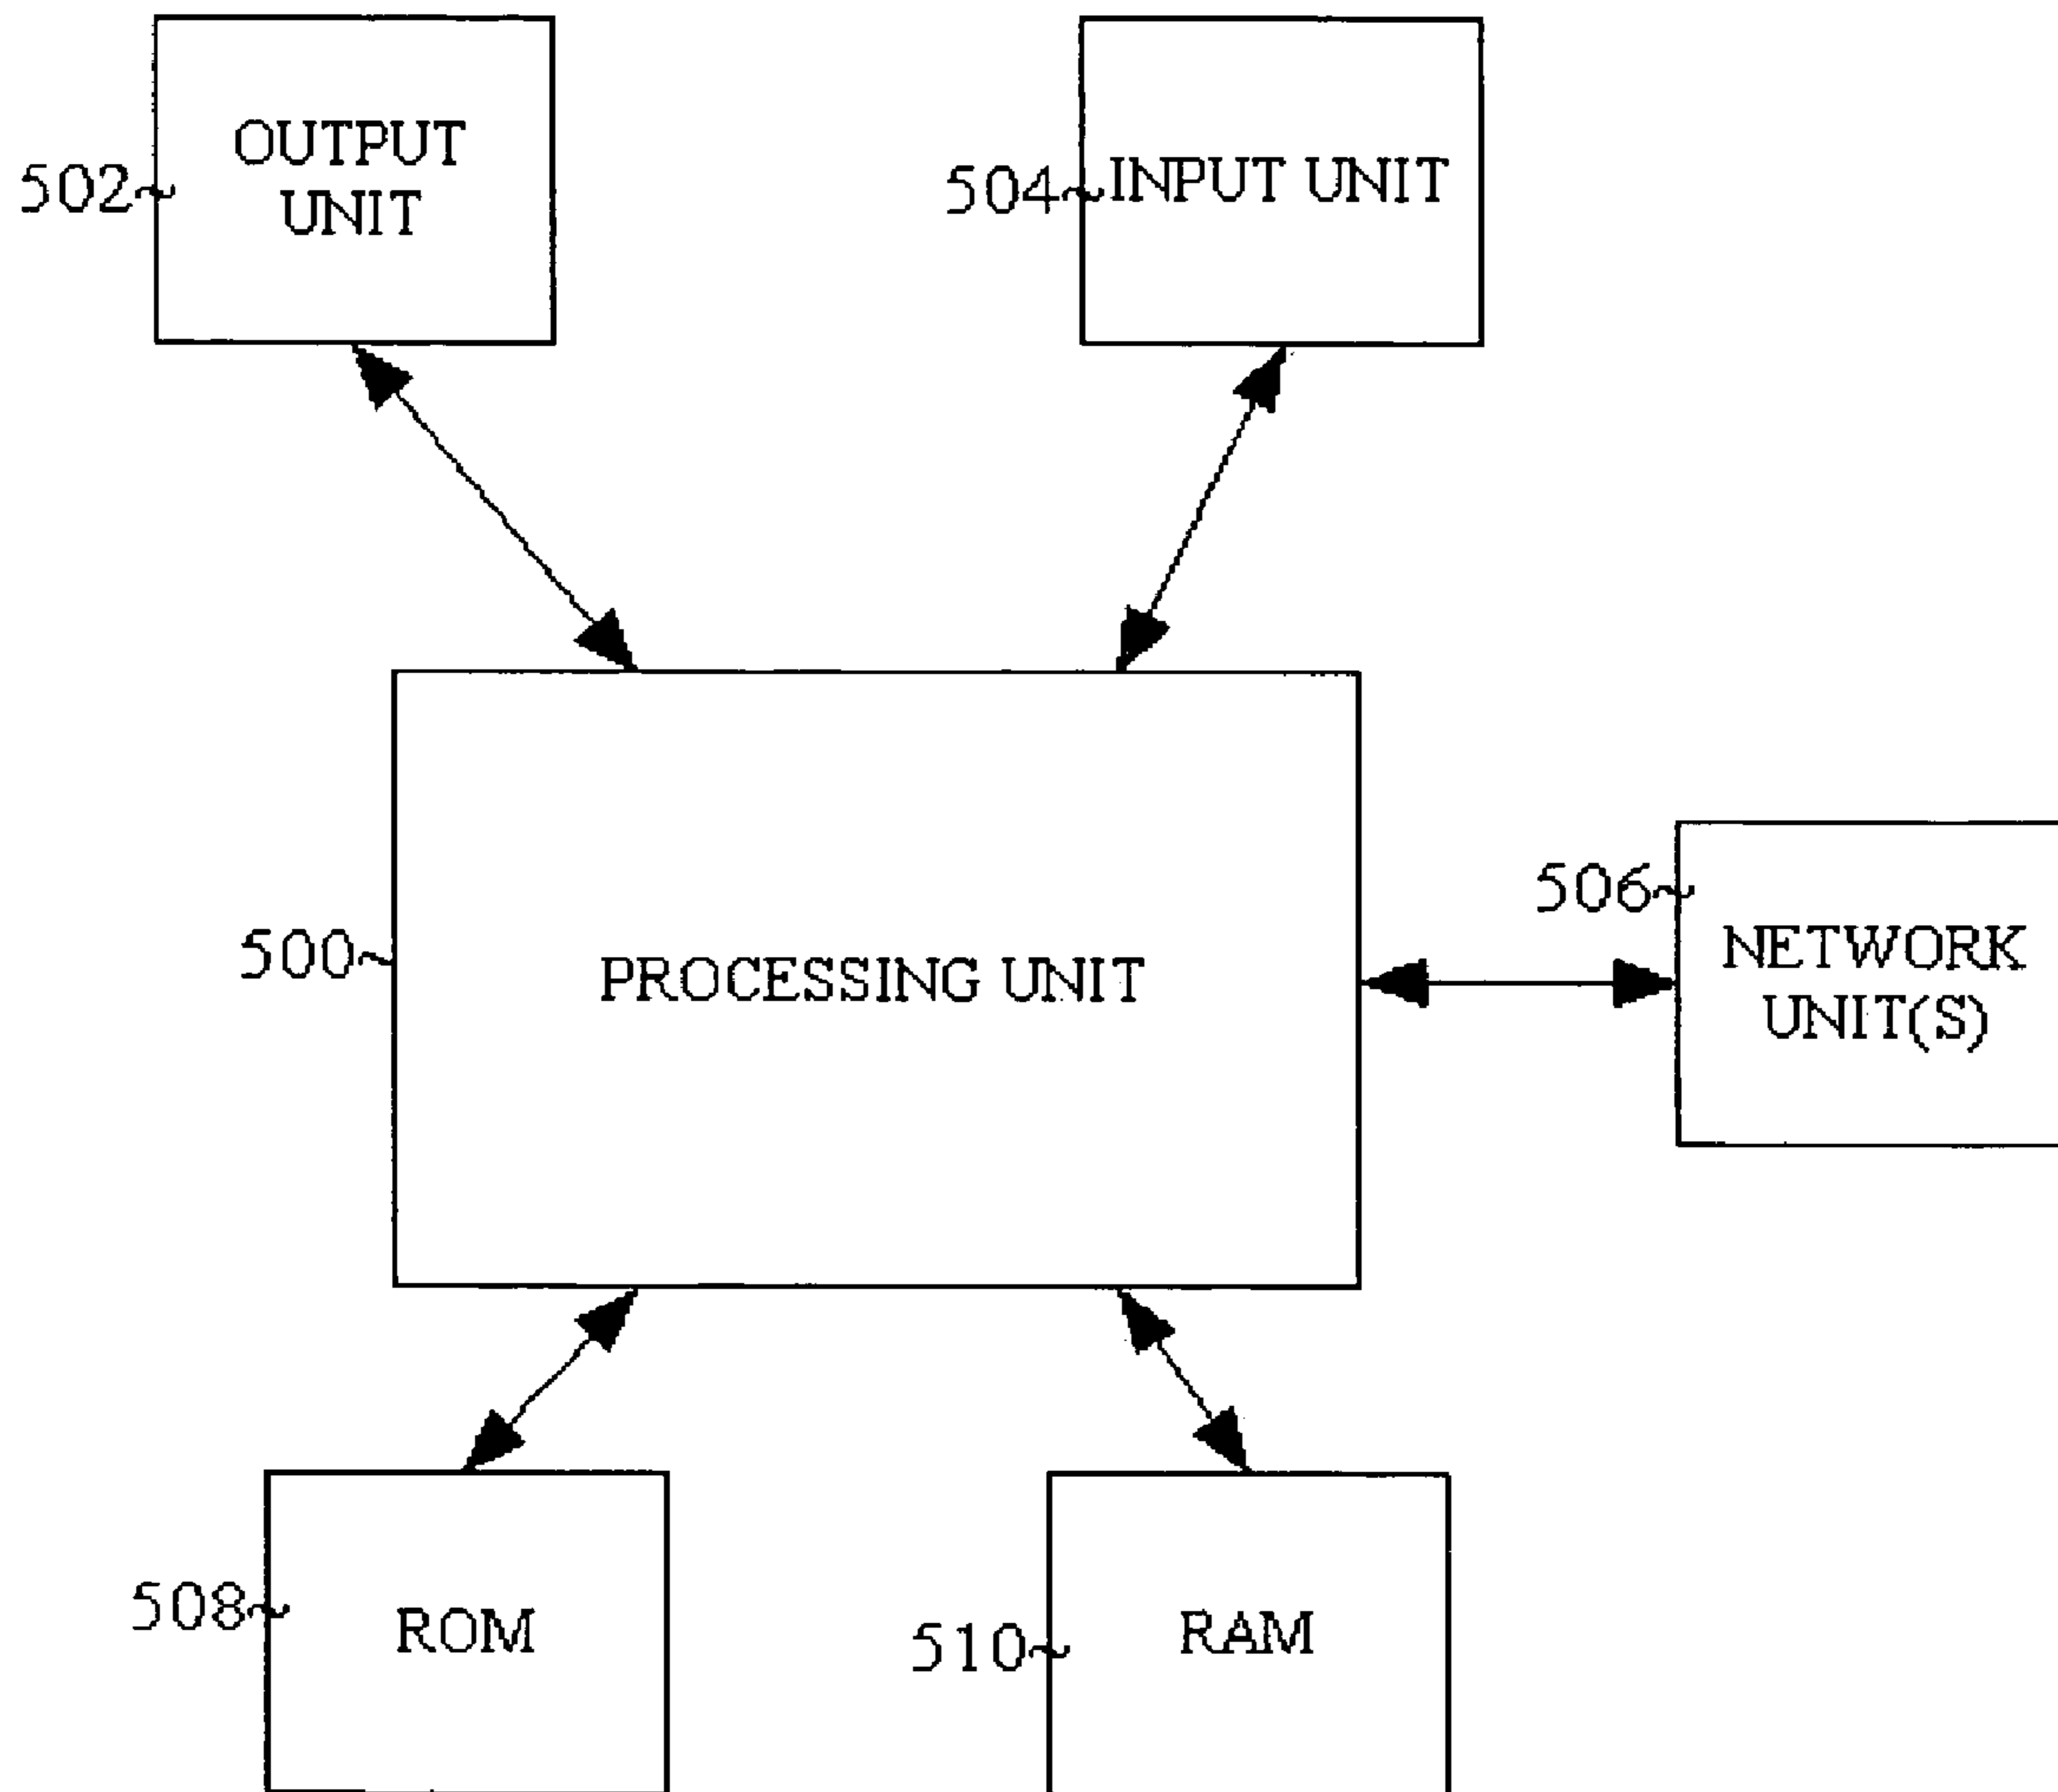 OUTPUT
UNIT
502
INPUT UNIT
504
506
NETWORK
UNIT(S)
500
PROCESSING UNIT
508
ROM
510
RAM